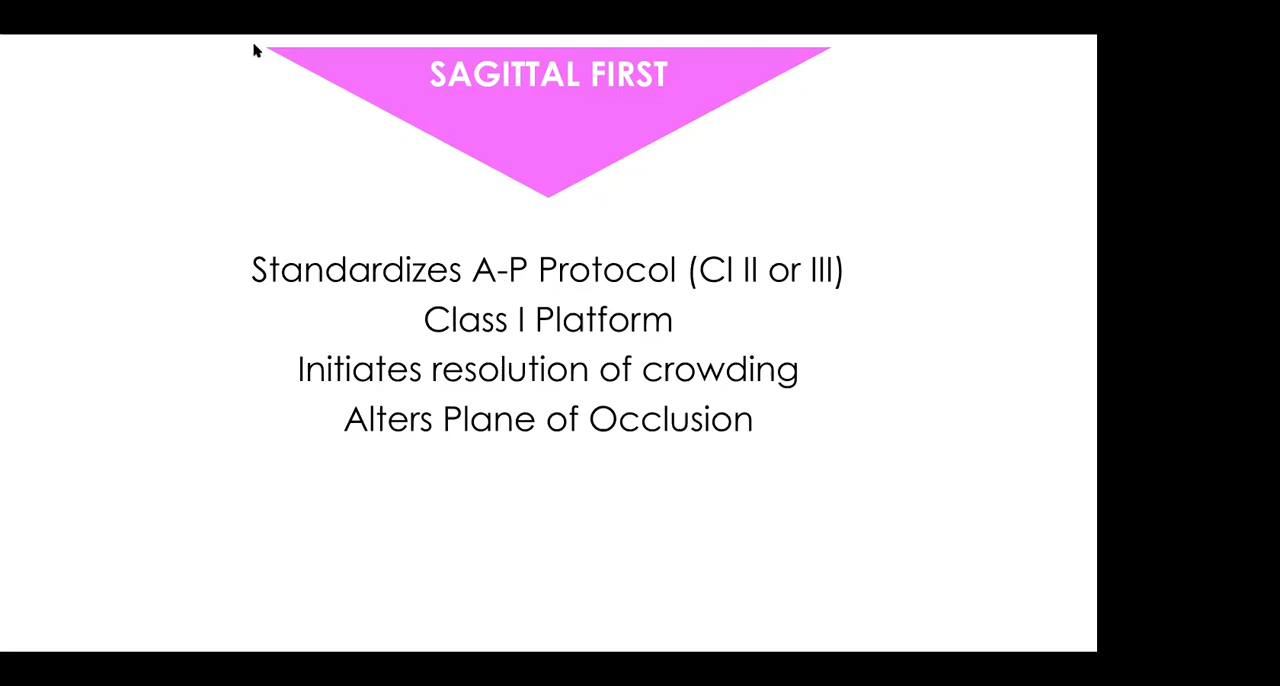 SAGITTAL FIRST
Standardizes A-P Protocol (Cl II or III)
Class I Platform
Initiates resolution of crowding
Alters Plane of Occlusion